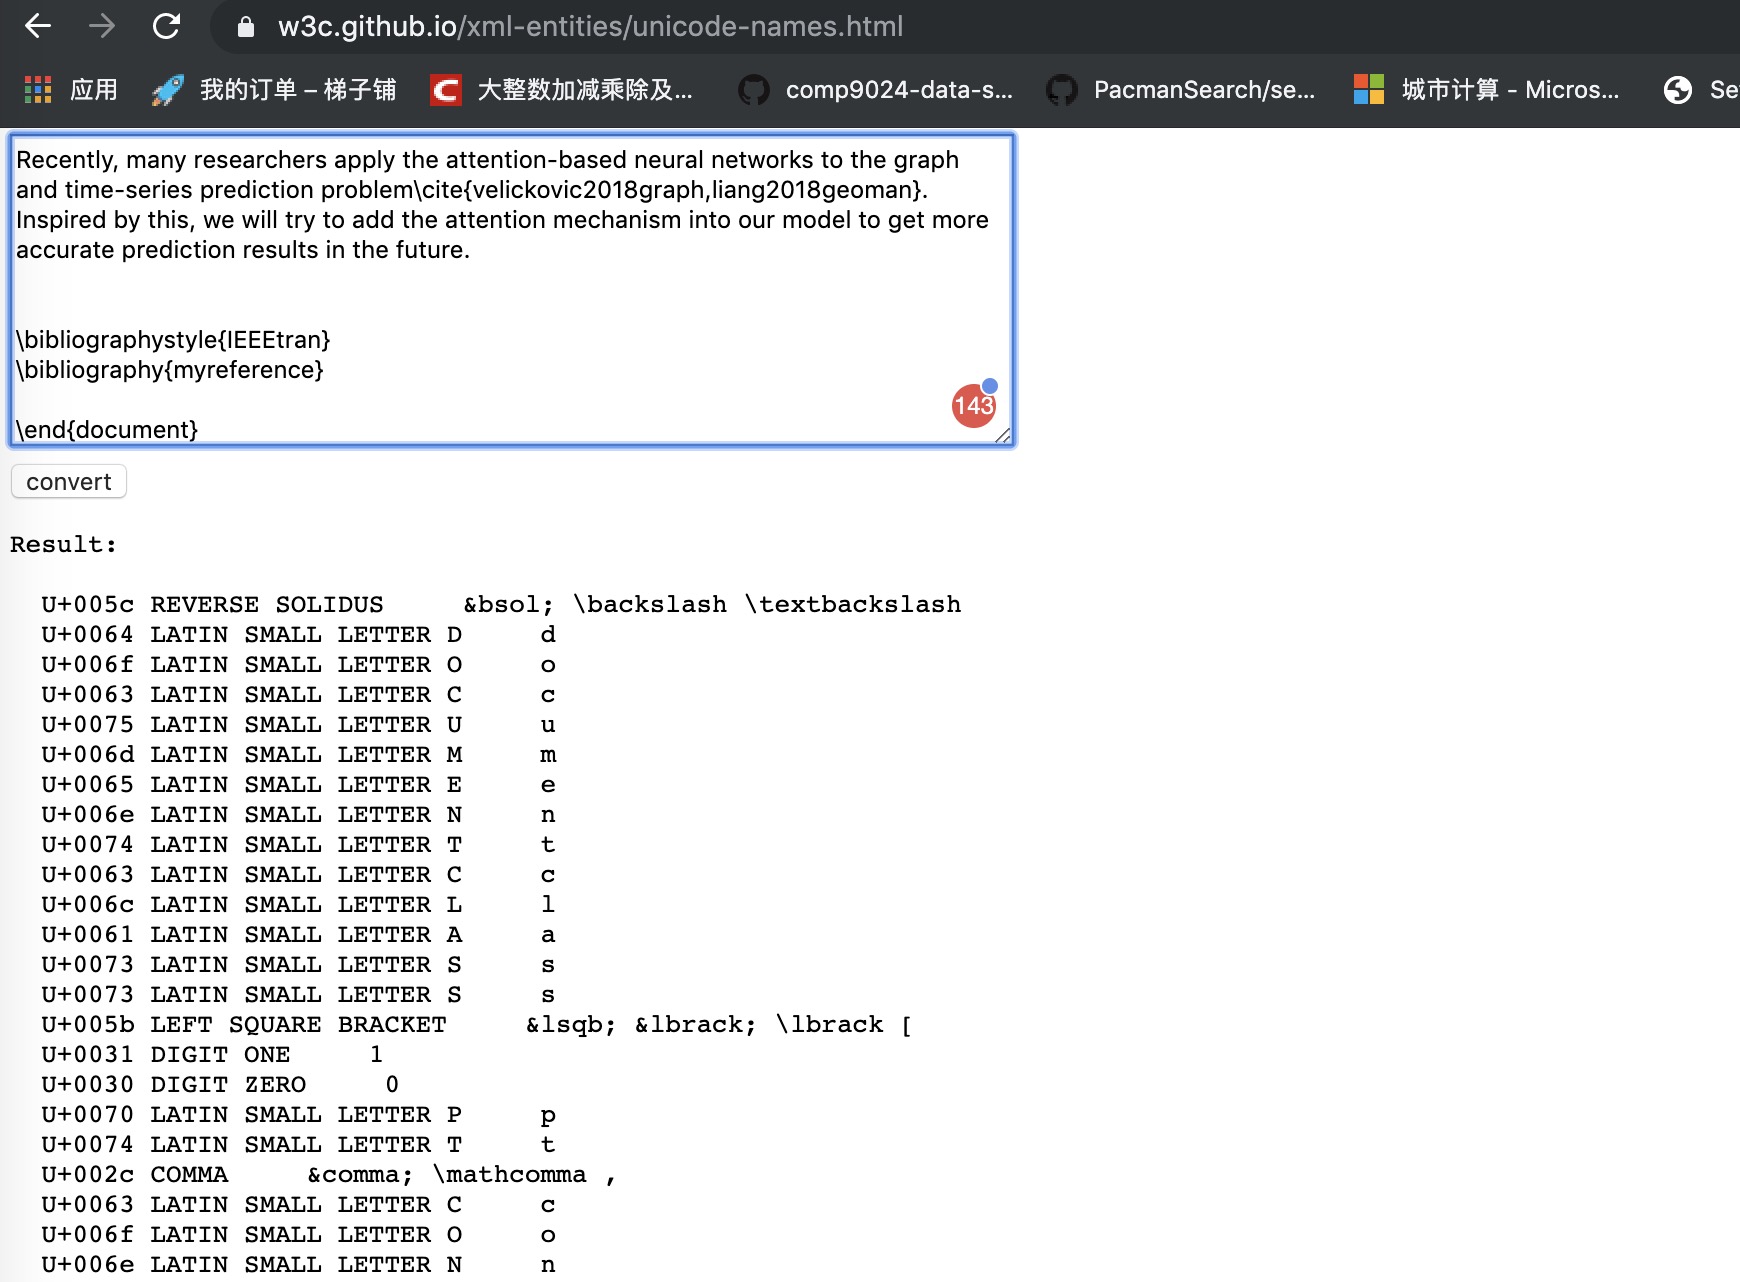 w3c.github.io/xml-entities/unicode-names.html
应用 我的订单 – 梯子铺 大整数加减乘除及... comp9024-data-s... PacmanSearch/se... 城市计算 - Micros... Se
Recently, many researchers apply the attention-based neural networks to the graph
and time-series prediction problem\cite{velickovic2018graph,liang2018geoman}.
Inspired by this, we will try to add the attention mechanism into our model to get more
accurate prediction results in the future.
\bibliographystyle{IEEEtran}
\bibliography{myreference}
143
\end{document}
convert
Result:
U+005c REVERSE SOLIDUS &bsol; \backslash \textbackslash
U+0064 LATIN SMALL LETTER D d
U+006f LATIN SMALL LETTER O o
U+0063 LATIN SMALL LETTER C c
U+0075 LATIN SMALL LETTER U u
U+006d LATIN SMALL LETTER M m
U+0065 LATIN SMALL LETTER E e
U+006e LATIN SMALL LETTER N n
U+0074 LATIN SMALL LETTER T t
U+0063 LATIN SMALL LETTER C c
U+006c LATIN SMALL LETTER L l
U+0061 LATIN SMALL LETTER A a
U+0073 LATIN SMALL LETTER S s
U+0073 LATIN SMALL LETTER S s
U+005b LEFT SQUARE BRACKET &lsqb; &lbrack; \lbrack [
U+0031 DIGIT ONE 1
U+0030 DIGIT ZERO 0
U+0070 LATIN SMALL LETTER P p
U+0074 LATIN SMALL LETTER T t
U+002c COMMA &comma; \mathcomma ,
U+0063 LATIN SMALL LETTER C c
U+006f LATIN SMALL LETTER O o
U+006e LATIN SMALL LETTER N n